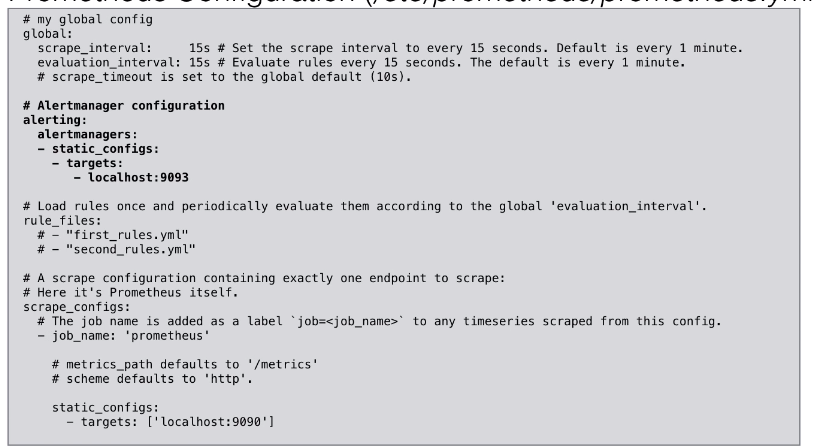 Prometheus Configuration (/etc/prometheus/prometheus.yml
# my global config
global:
  scrape_interval:     15s # Set the scrape interval to every 15 seconds. Default is every 1 minute.
  evaluation_interval: 15s # Evaluate rules every 15 seconds. The default is every 1 minute.
  # scrape_timeout is set to the global default (10s).
# Alertmanager configuration
alerting:
  alertmanagers:
  - static_configs:
    - targets:
       - localhost:9093
# Load rules once and periodically evaluate them according to the global 'evaluation_interval'.
rule_files:
  # - "first_rules.yml"
  # - "second_rules.yml"
# A scrape configuration containing exactly one endpoint to scrape:
# Here it's Prometheus itself.
scrape_configs:
  # The job name is added as a label `job=<job_name>` to any timeseries scraped from this config.
  - job_name: 'prometheus'
    # metrics_path defaults to '/metrics'
    # scheme defaults to 'http'.
    static_configs:
      - targets: ['localhost:9090']